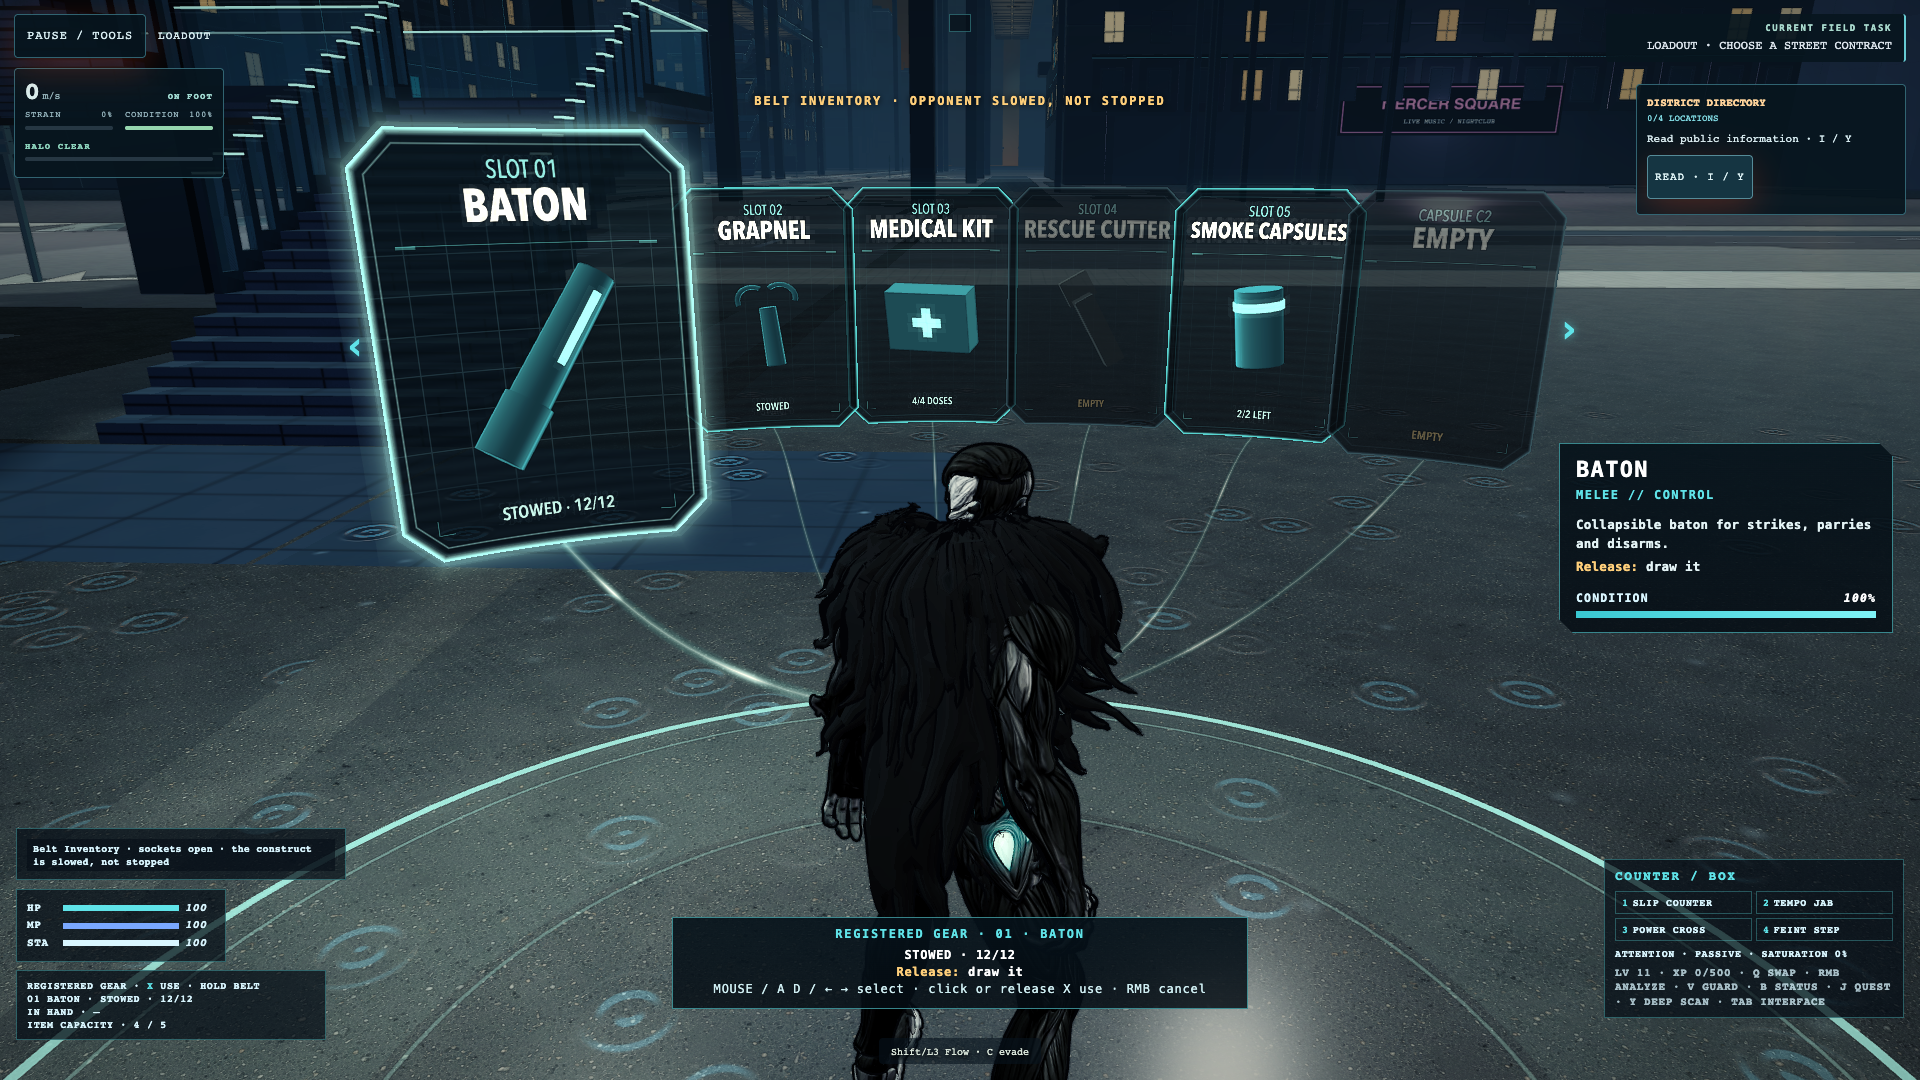 PAUSE / TOOLS
LOADOUT
0 m/s
ON FOOT
STRAIN 0%
CONDITION 100%
HALO CLEAR
BELT INVENTORY · OPPONENT SLOWED, NOT STOPPED
CURRENT FIELD TASK
LOADOUT · CHOOSE A STREET CONTRACT
DISTRICT DIRECTORY
0/4 LOCATIONS
Read public information · I / Y
READ · I / Y
MERCER SQUARE
LIVE MUSIC / NIGHTCLUB
SLOT 01
BATON
STOWED · 12/12
SLOT 02
GRAPNEL
STOWED
SLOT 03
MEDICAL KIT
4/4 DOSES
SLOT 04
RESCUE CUTTER
EMPTY
SLOT 05
SMOKE CAPSULES
2/2 LEFT
CAPSULE C2
EMPTY
EMPTY
‹
›
BATON
MELEE // CONTROL
Collapsible baton for strikes, parries
and disarms.
Release: draw it
CONDITION 100%
Belt Inventory · sockets open · the construct
is slowed, not stopped
HP 100
MP 100
STA 100
REGISTERED GEAR · X USE · HOLD BELT
01 BATON · STOWED · 12/12
IN HAND · —
ITEM CAPACITY · 4 / 5
REGISTERED GEAR · 01 · BATON
STOWED · 12/12
Release: draw it
MOUSE / A D / ← → select · click or release X use · RMB cancel
Shift/L3 Flow · C evade
COUNTER / BOX
1 SLIP COUNTER
2 TEMPO JAB
3 POWER CROSS
4 FEINT STEP
ATTENTION · PASSIVE · SATURATION 0%
LV 11 · XP 0/500 · Q SWAP · RMB
ANALYZE · V GUARD · B STATUS · J QUEST
· Y DEEP SCAN · TAB INTERFACE